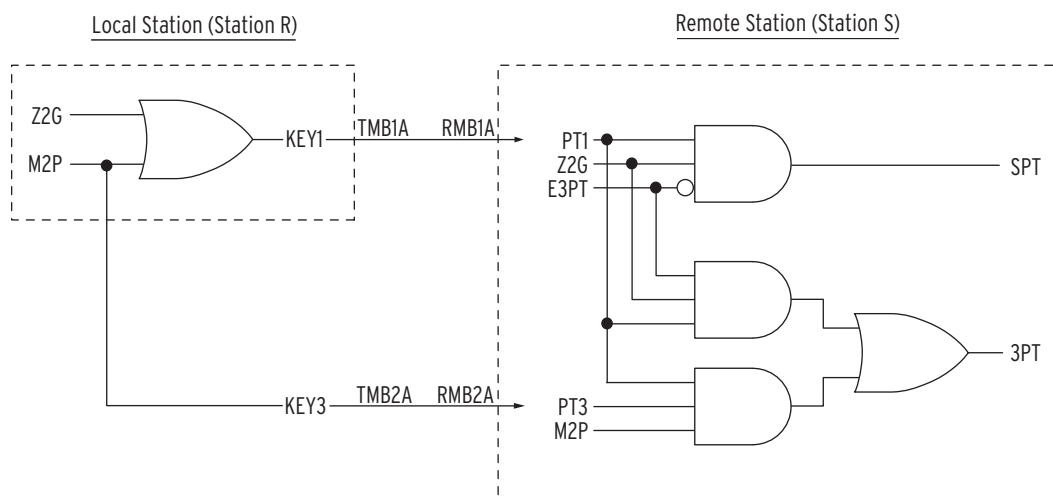 Local Station (Station R)
Remote Station (Station S)
Z2G
M2P
KEY1
TMB1A
RMB1A
PT1
Z2G
E3PT
SPT
3PT
KEY3
TMB2A
RMB2A
PT3
M2P